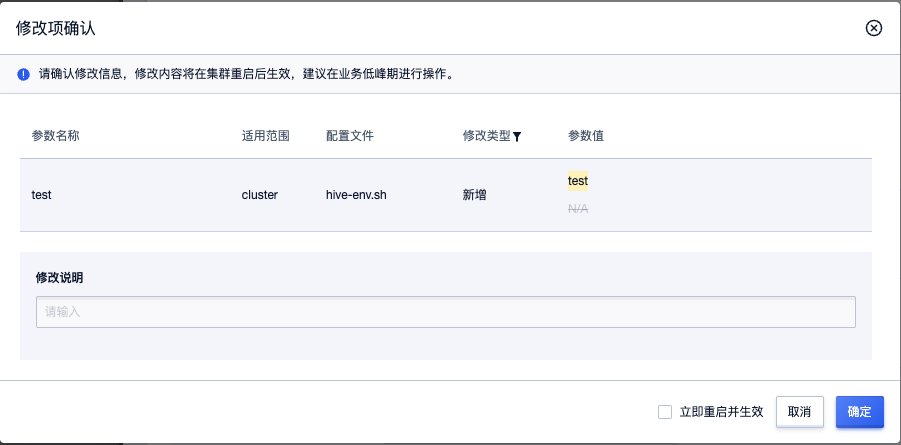 修改项确认
请确认修改信息，修改内容将在集群重启后生效，建议在业务低峰期进行操作。
参数名称 适用范围 配置文件 修改类型 参数值
test cluster hive-env.sh 新增 test
N/A
修改说明
请输入
立即重启并生效 取消 确定